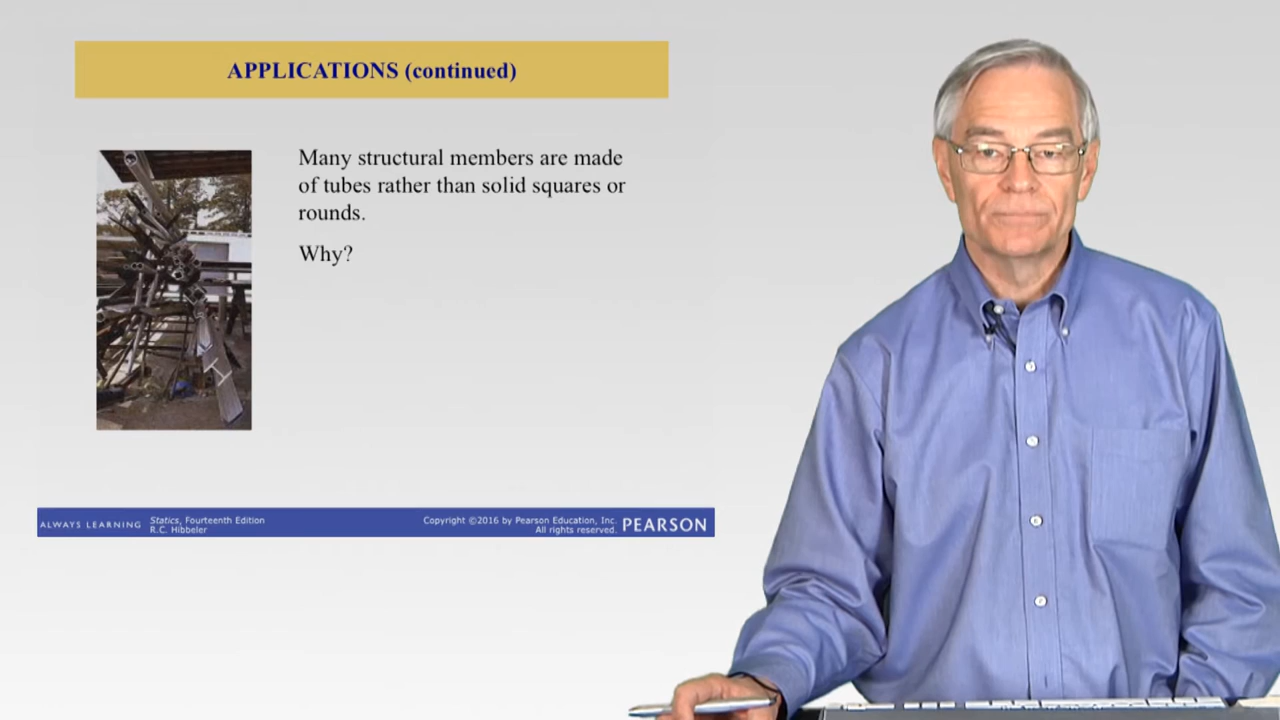 APPLICATIONS (continued)
Many structural members are made
of tubes rather than solid squares or
rounds.
Why?
ALWAYS LEARNING
Statics, Fourteenth Edition
R.C. Hibbeler
Copyright ©2016 by Pearson Education, Inc.
All rights reserved.
PEARSON